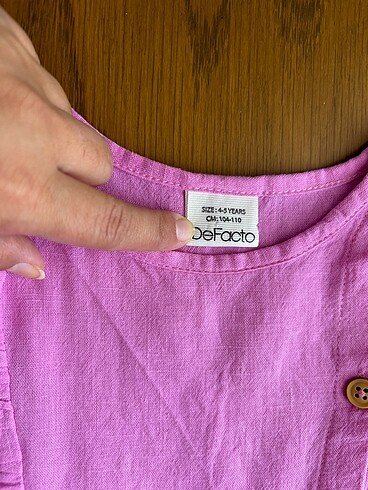 SIZE : 4-5 YEARS
CM : 104-110
DeFacto